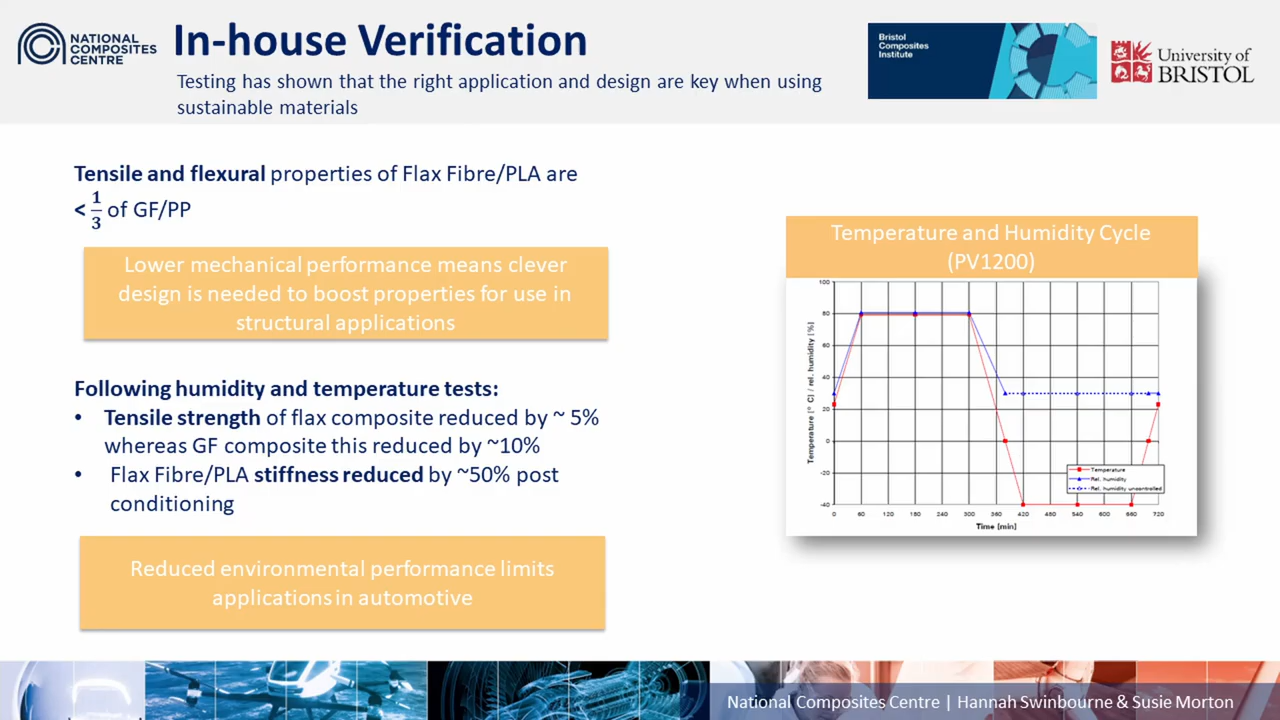 NATIONAL
COMPOSITES
CENTRE
In-house Verification
Testing has shown that the right application and design are key when using
sustainable materials
Bristol
Composites
Institute
University of
BRISTOL
Tensile and flexural properties of Flax Fibre/PLA are
< 1/3 of GF/PP
Lower mechanical performance means clever
design is needed to boost properties for use in
structural applications
Following humidity and temperature tests:
• Tensile strength of flax composite reduced by ~ 5%
whereas GF composite this reduced by ~10%
• Flax Fibre/PLA stiffness reduced by ~50% post
conditioning
Reduced environmental performance limits
applications in automotive
Temperature and Humidity Cycle
(PV1200)
Temperature [° C) / rel. humidity [%]
100
80
60
40
20
0
-20
-40
0 60 120 180 240 300 360 420 480 540 600 660 720
Time [min]
Temperature
Rel. humidity
Rel. humidity uncontrolled
National Composites Centre | Hannah Swinbourne & Susie Morton